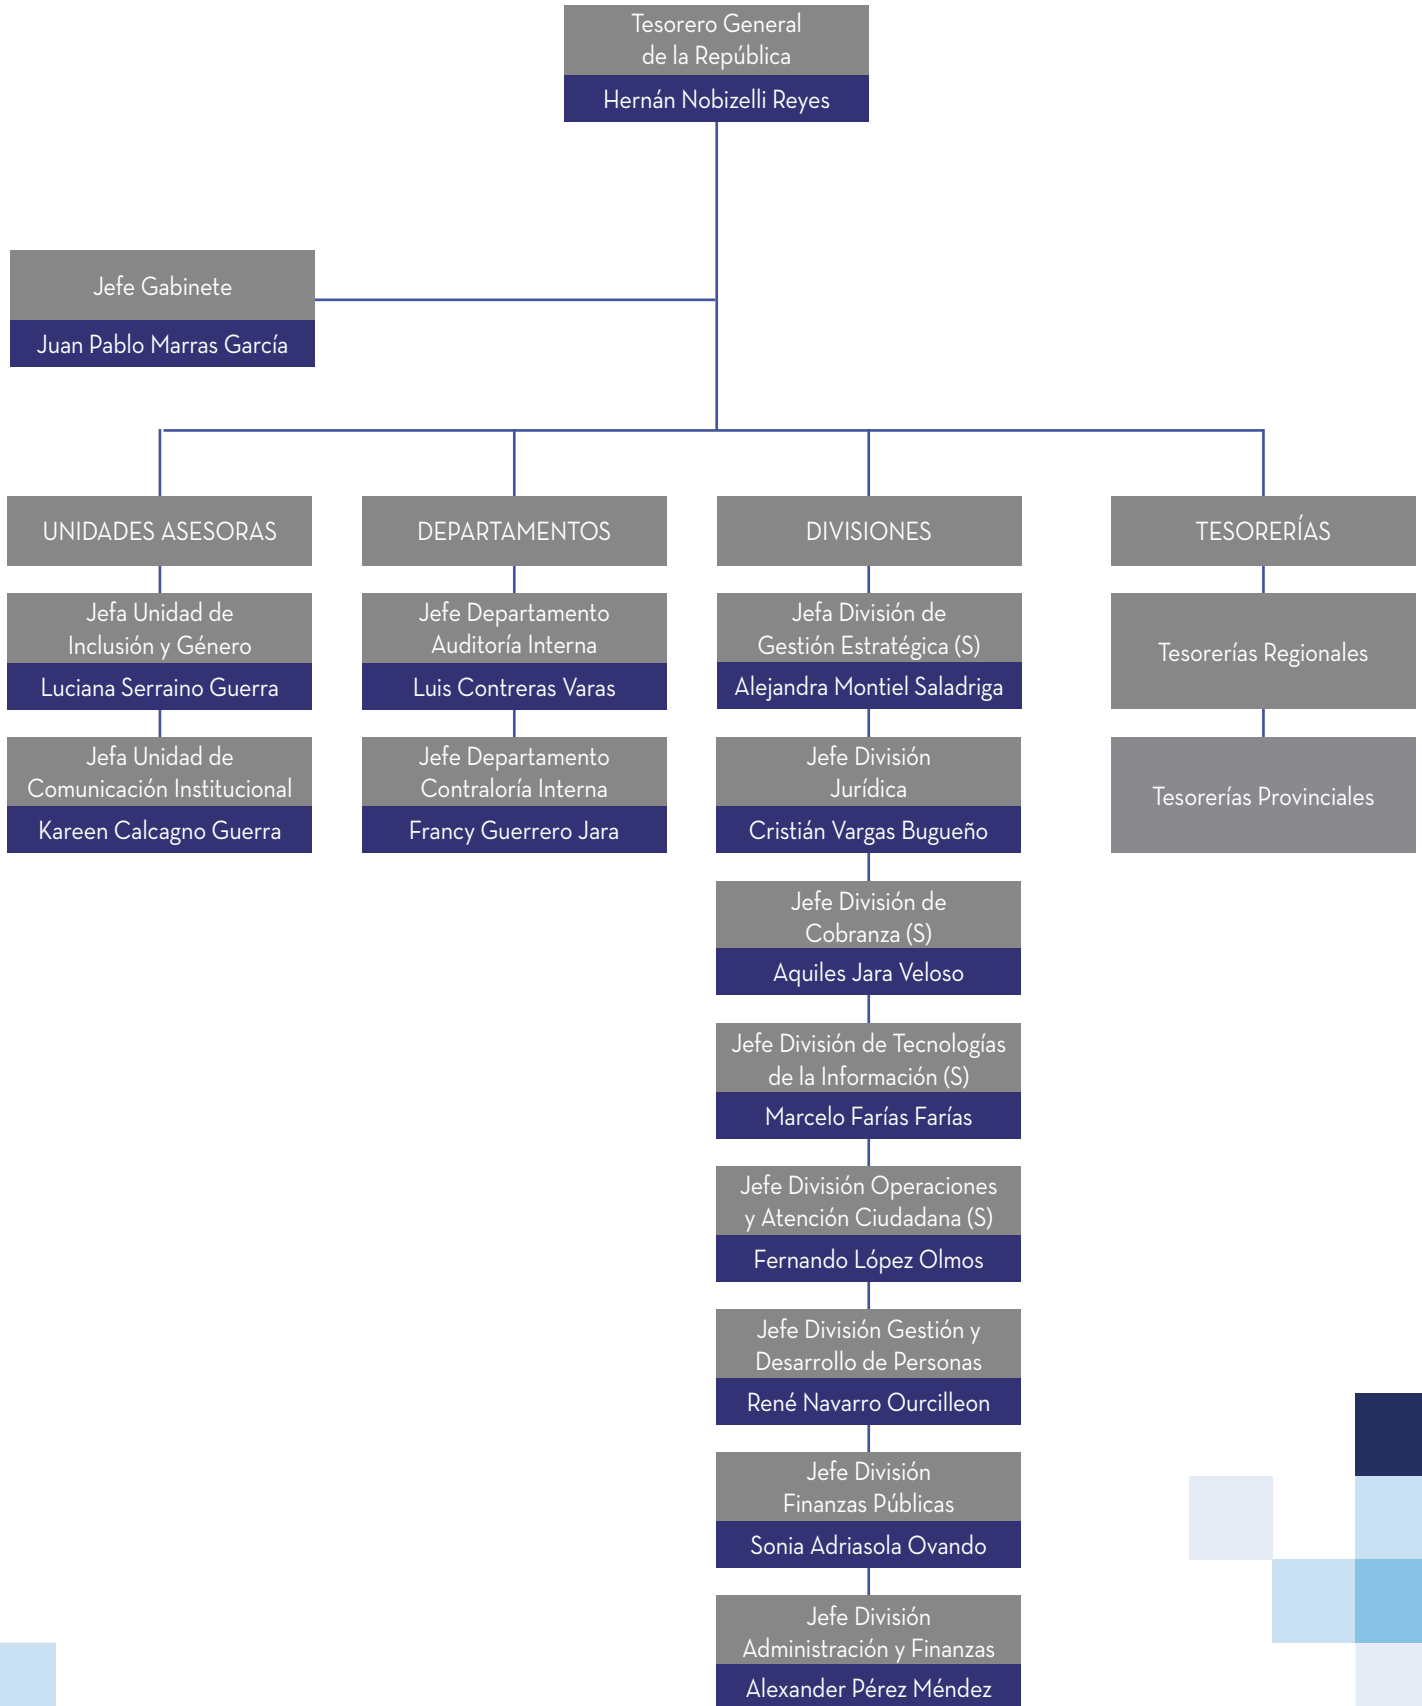 Tesorero General
de la República
Hernán Nobizelli Reyes
Jefe Gabinete
Juan Pablo Marras García
UNIDADES ASESORAS
Jefa Unidad de
Inclusión y Género
Luciana Serraino Guerra
Jefa Unidad de
Comunicación Institucional
Kareen Calcagno Guerra
DEPARTAMENTOS
Jefe Departamento
Auditoría Interna
Luis Contreras Varas
Jefe Departamento
Contraloría Interna
Francy Guerrero Jara
DIVISIONES
Jefa División de
Gestión Estratégica (S)
Alejandra Montiel Saladriga
Jefe División
Jurídica
Cristián Vargas Bugueño
Jefe División de
Cobranza (S)
Aquiles Jara Veloso
Jefe División de Tecnologías
de la Información (S)
Marcelo Farías Farías
Jefe División Operaciones
y Atención Ciudadana (S)
Fernando López Olmos
Jefe División Gestión y
Desarrollo de Personas
René Navarro Ourcilleon
Jefe División
Finanzas Públicas
Sonia Adriasola Ovando
Jefe División
Administración y Finanzas
Alexander Pérez Méndez
TESORERÍAS
Tesorerías Regionales
Tesorerías Provinciales